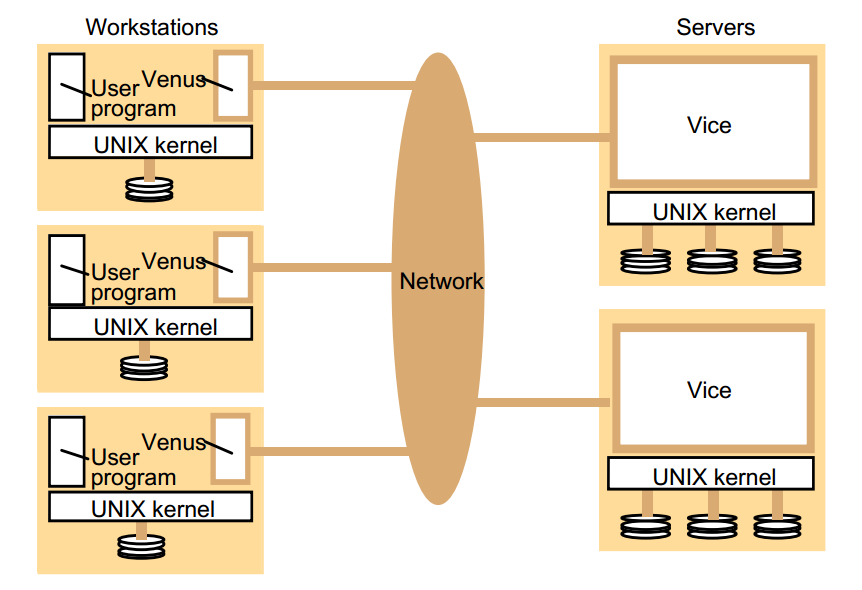 Workstations
Servers
User
program
Venus
UNIX kernel
Vice
UNIX kernel
User
program
Venus
UNIX kernel
Network
Vice
UNIX kernel
User
program
Venus
UNIX kernel